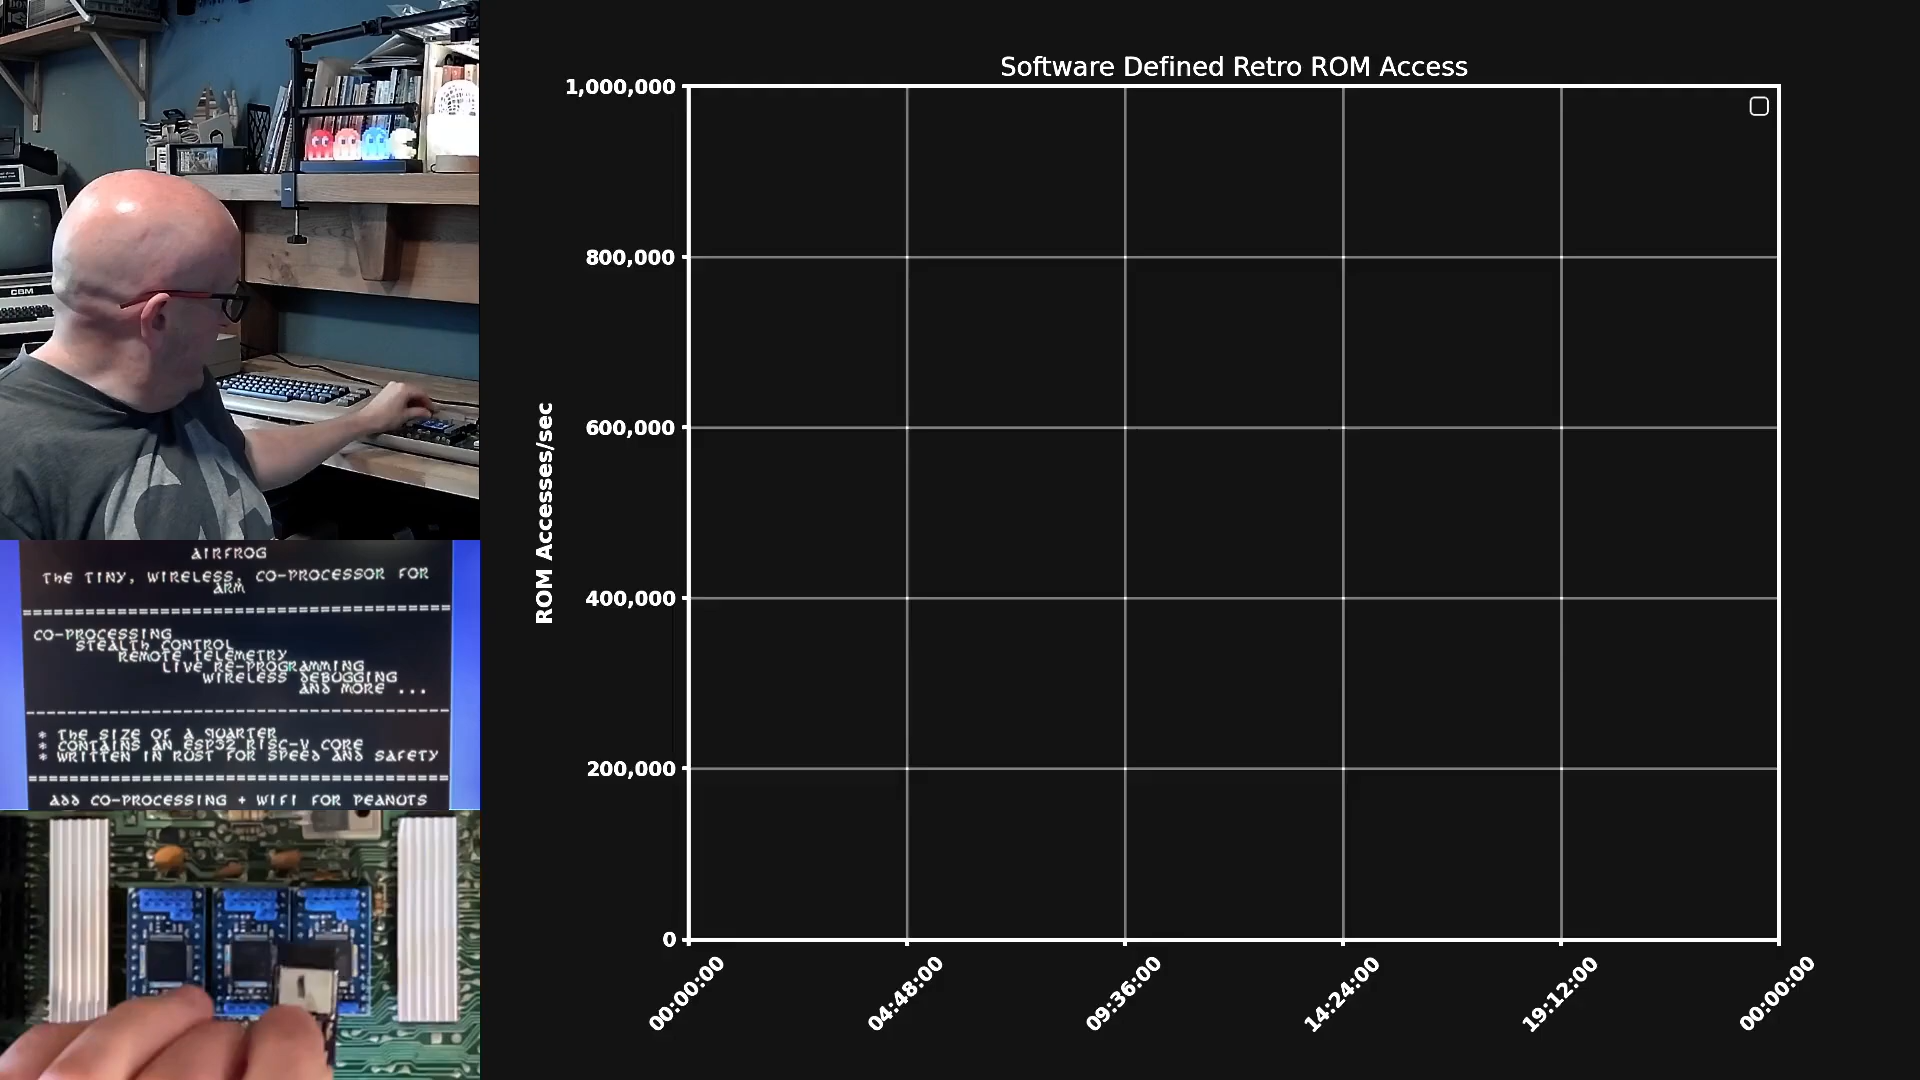 Software Defined Retro ROM Access
1,000,000
800,000
600,000
400,000
200,000
0
ROM Accesses/sec
00:00:00
04:48:00
09:36:00
14:24:00
19:12:00
00:00:00
CBM
AIRFROG
THE TINY, WIRELESS, CO-PROCESSOR FOR
ARM
CO-PROCESSING
STEALTH CONTROL
REMOTE TELEMETRY
LIVE RE-PROGRAMMING
WIRELESS DEBUGGING
AND MORE ...
* THE SIZE OF A QUARTER
* CONTAINS AN ESP32 RISC-V CORE
* WRITTEN IN RUST FOR SPEED AND SAFETY
ADD CO-PROCESSING + WIFI FOR PEANUTS